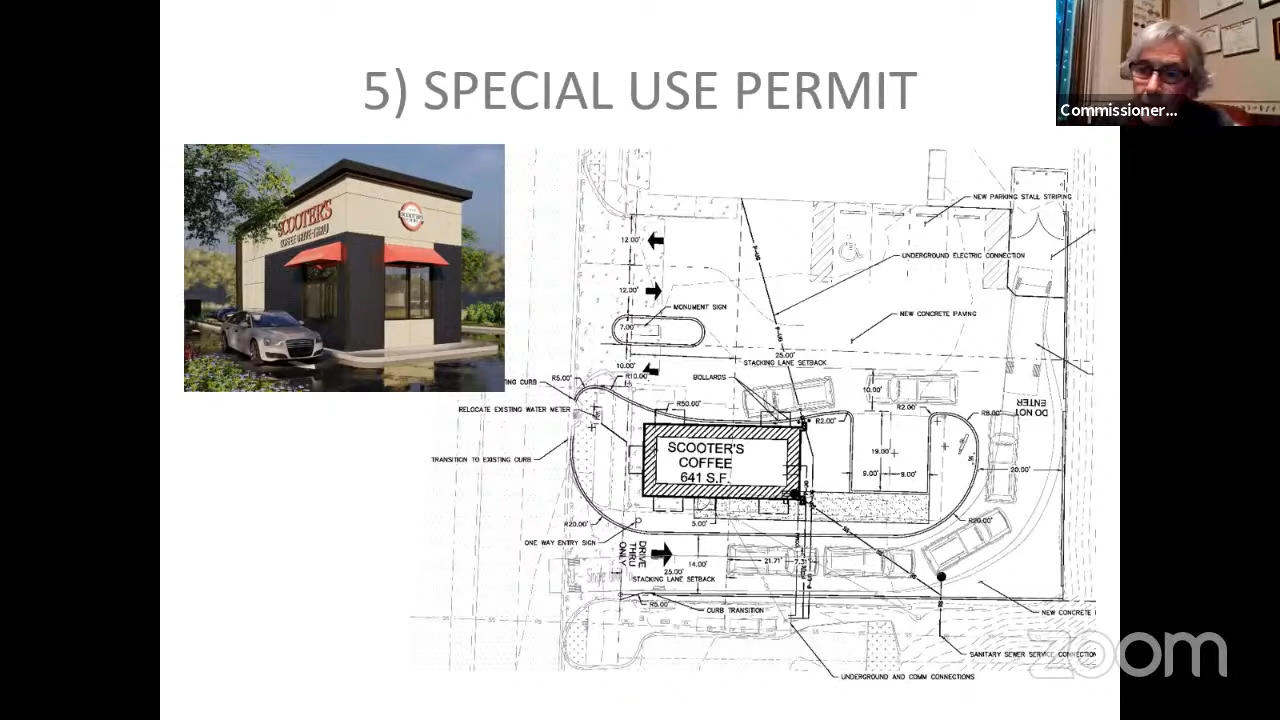 5) SPECIAL USE PERMIT
Commissioner...
SCOOTER'S
COFFEE DRIVE-THRU
NEW PARKING STALL STRIPING
12.00'
UNDERGROUND ELECTRIC CONNECTION
12.00'
MONUMENT SIGN
NEW CONCRETE PAVING
7.00'
25.00'
STACKING LANE SETBACK
10.00'
BOLLARDS
R5.00'
R10.00'
NG CURB
10.00'
DO NOT
ENTER
RELOCATE EXISTING WATER METER
R50.00'
R2.00'
R2.00'
R8.00'
SCOOTER'S
COFFEE
641 S.F.
19.00'
TRANSITION TO EXISTING CURB
9.00'
9.00'
20.00'
R20.00'
5.00'
R20.00'
ONE WAY ENTRY SIGN
DRIVE
THRU
ONLY
14.00'
21.71'
25.00'
STACKING LANE SETBACK
R5.00'
CURB TRANSITION
NEW CONCRETE
SANITARY SEWER SERVICE CONNECTION
UNDERGROUND AND COMM CONNECTIONS
zoom